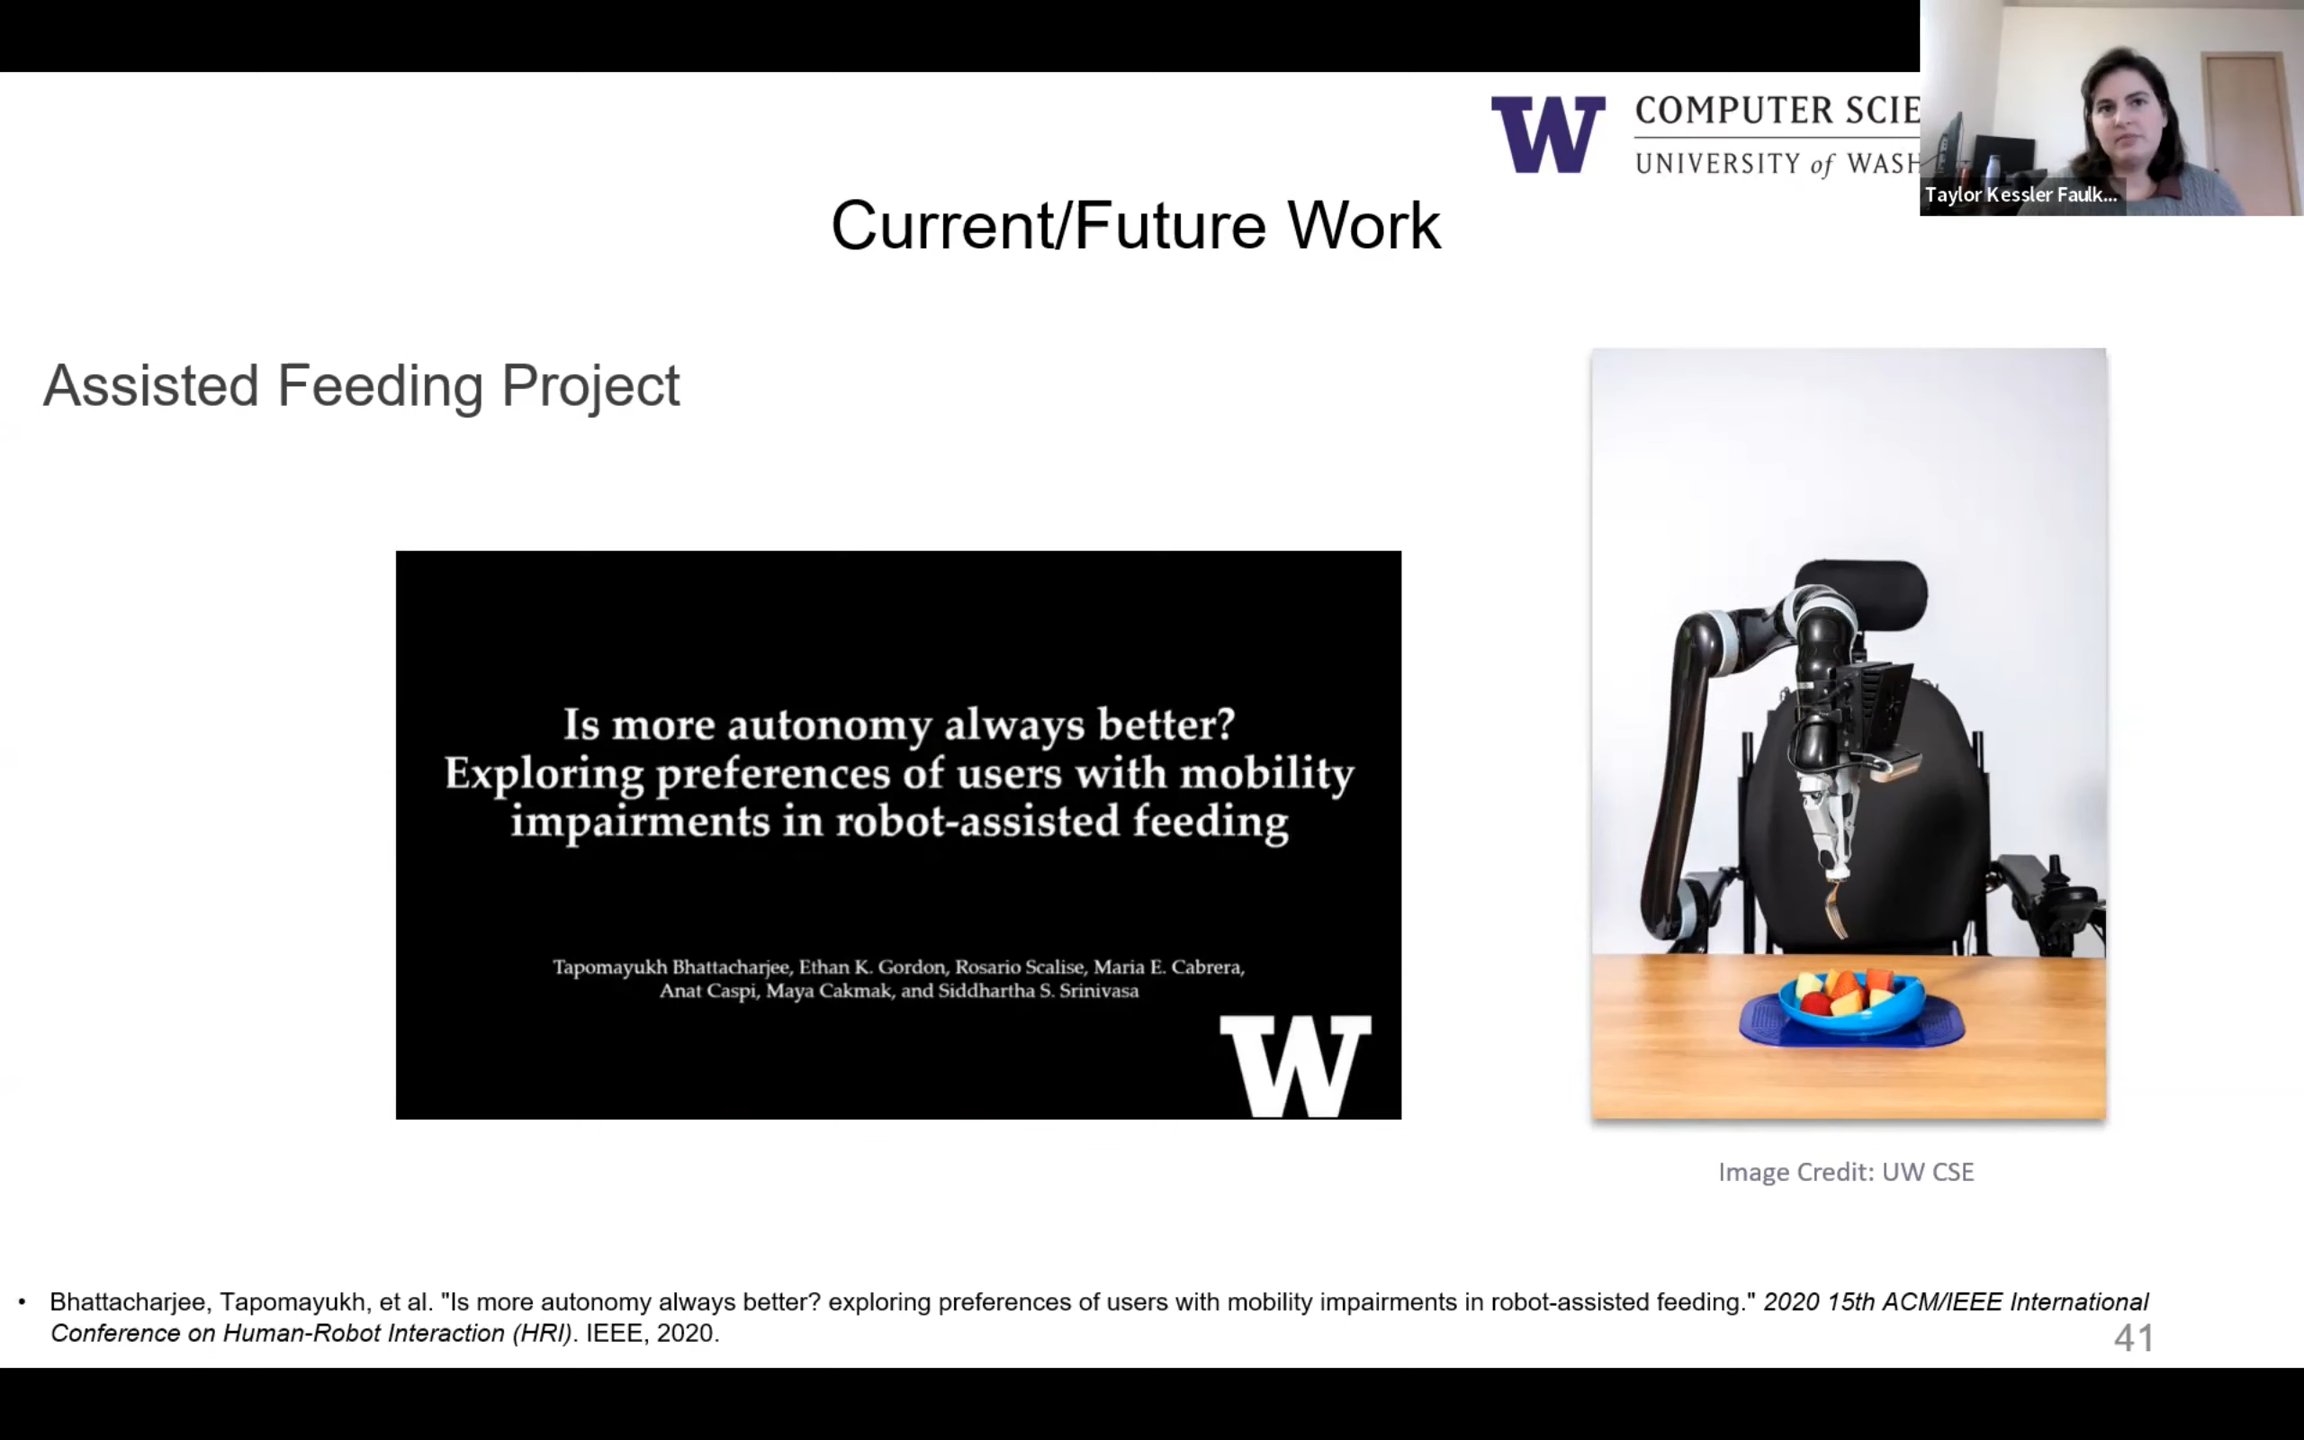 W COMPUTER SCIE
UNIVERSITY of WASH
Taylor Kessler Faulk...
Current/Future Work
Assisted Feeding Project
Is more autonomy always better?
Exploring preferences of users with mobility
impairments in robot-assisted feeding
Tapomayukh Bhattacharjee, Ethan K. Gordon, Rosario Scalise, Maria E. Cabrera,
Anat Caspi, Maya Cakmak, and Siddhartha S. Srinivasa
W
Image Credit: UW CSE
• Bhattacharjee, Tapomayukh, et al. "Is more autonomy always better? exploring preferences of users with mobility impairments in robot-assisted feeding." 2020 15th ACM/IEEE International
Conference on Human-Robot Interaction (HRI). IEEE, 2020.
41